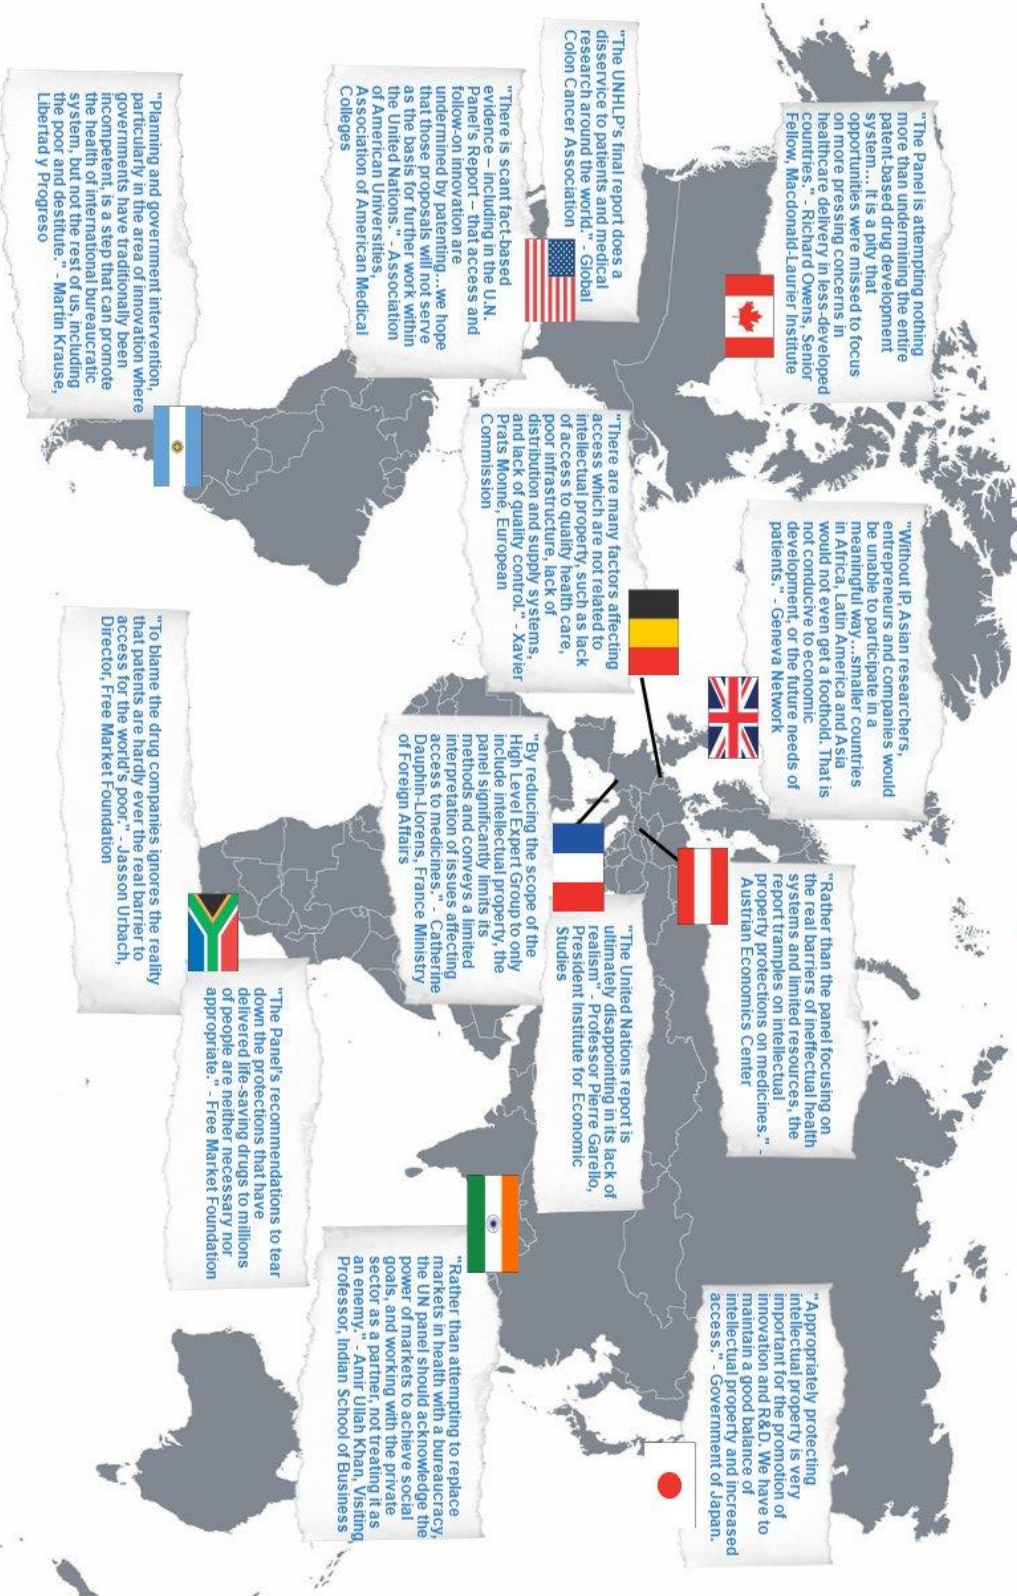 "The Panel is attempting nothing
more than undermining the entire
patent-based drug development
system.... It is a pity that
opportunities were missed to focus
on more pressing concerns in
healthcare delivery in less-developed
countries." - Richard Owens, Senior
Fellow, Macdonald-Laurier Institute
"Without IP, Asian researchers,
entrepreneurs and companies would
be unable to participate in a
meaningful way...smaller countries
in Africa, Latin America and Asia
would not even get a foothold. That is
not conducive to economic
development, or the future needs of
patients." - Geneva Network
"Rather than the panel focusing on
the real barriers of ineffectual health
systems and limited resources, the
report tramples on intellectual
property protections on medicines." -
Austrian Economics Center
"Appropriately protecting
intellectual property is very
important for the promotion of
innovation and R&D. We have to
maintain a good balance of
intellectual property and increased
access." - Government of Japan.
"The UNHLP's final report does a
disservice to patients and medical
research around the world." - Global
Colon Cancer Association
"There are many factors affecting
access which are not related to
intellectual property, such as lack
of access to quality health care,
poor infrastructure, lack of
distribution and supply systems,
and lack of quality control." - Xavier
Prats Monné, European
Commission
"The United Nations report is
ultimately disappointing in its lack of
realism" - Professor Pierre Garello,
President Institute for Economic
Studies
"By reducing the scope of the
High Level Expert Group to only
include intellectual property, the
panel significantly limits its
methods and conveys a limited
interpretation of issues affecting
access to medicines." - Catherine
Dauphin-Llorens, France Ministry
of Foreign Affairs
"There is scant fact-based
evidence – including in the U.N.
Panel's Report – that access and
follow-on innovation are
undermined by patenting...we hope
that those proposals will not serve
as the basis for further work within
the United Nations." - Association
of American Universities,
Association of American Medical
Colleges
"Rather than attempting to replace
markets in health with a bureaucracy,
the UN panel should acknowledge the
power of markets to achieve social
goals, and working with the private
sector as a partner, not treating it as
an enemy." - Amir Ullah Khan, Visiting
Professor, Indian School of Business
"The Panel's recommendations to tear
down the protections that have
delivered life-saving drugs to millions
of people are neither necessary nor
appropriate." - Free Market Foundation
"Planning and government intervention,
particularly in the area of innovation where
governments have traditionally been
incompetent, is a step that can promote
the health of international bureaucratic
system, but not the rest of us, including
the poor and destitute." - Martin Krause,
Libertad y Progreso
"To blame the drug companies ignores the reality
that patents are hardly ever the real barrier to
access for the world's poor." - Jasson Urbach,
Director, Free Market Foundation